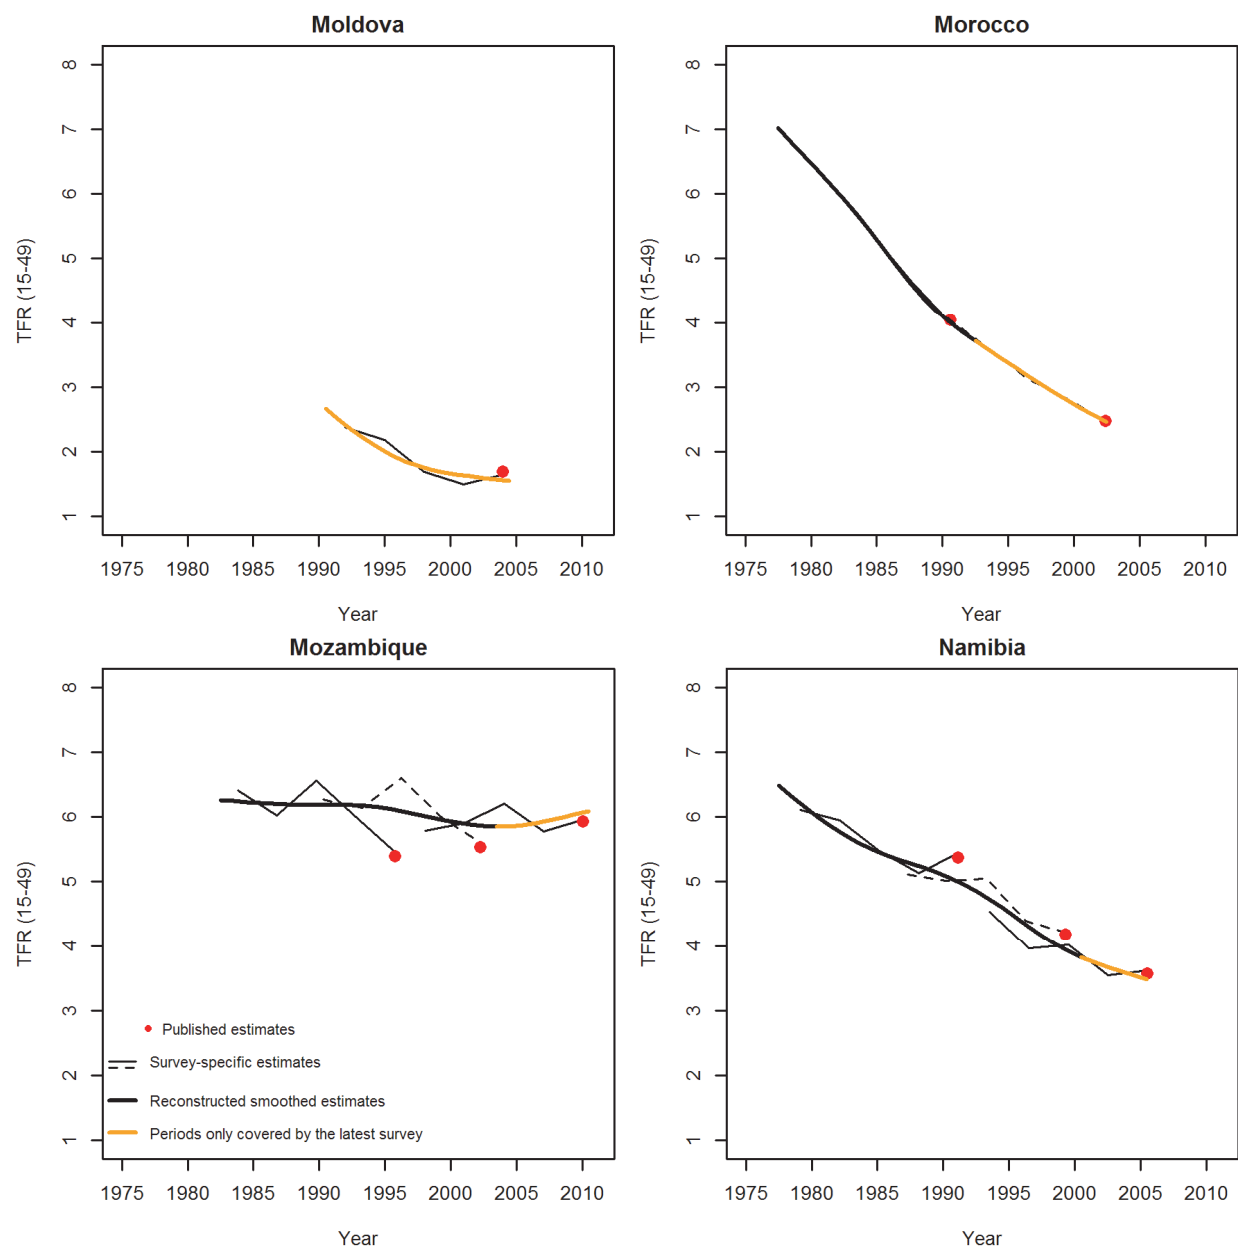 Moldova
8
7
6
5
4
3
2
1
TFR (15-49)
1975 1980 1985 1990 1995 2000 2005 2010
Year
Morocco
8
7
6
5
4
3
2
1
TFR (15-49)
1975 1980 1985 1990 1995 2000 2005 2010
Year
Mozambique
8
7
6
5
4
3
2
1
TFR (15-49)
Published estimates
Survey-specific estimates
Reconstructed smoothed estimates
Periods only covered by the latest survey
1975 1980 1985 1990 1995 2000 2005 2010
Year
Namibia
8
7
6
5
4
3
2
1
TFR (15-49)
1975 1980 1985 1990 1995 2000 2005 2010
Year